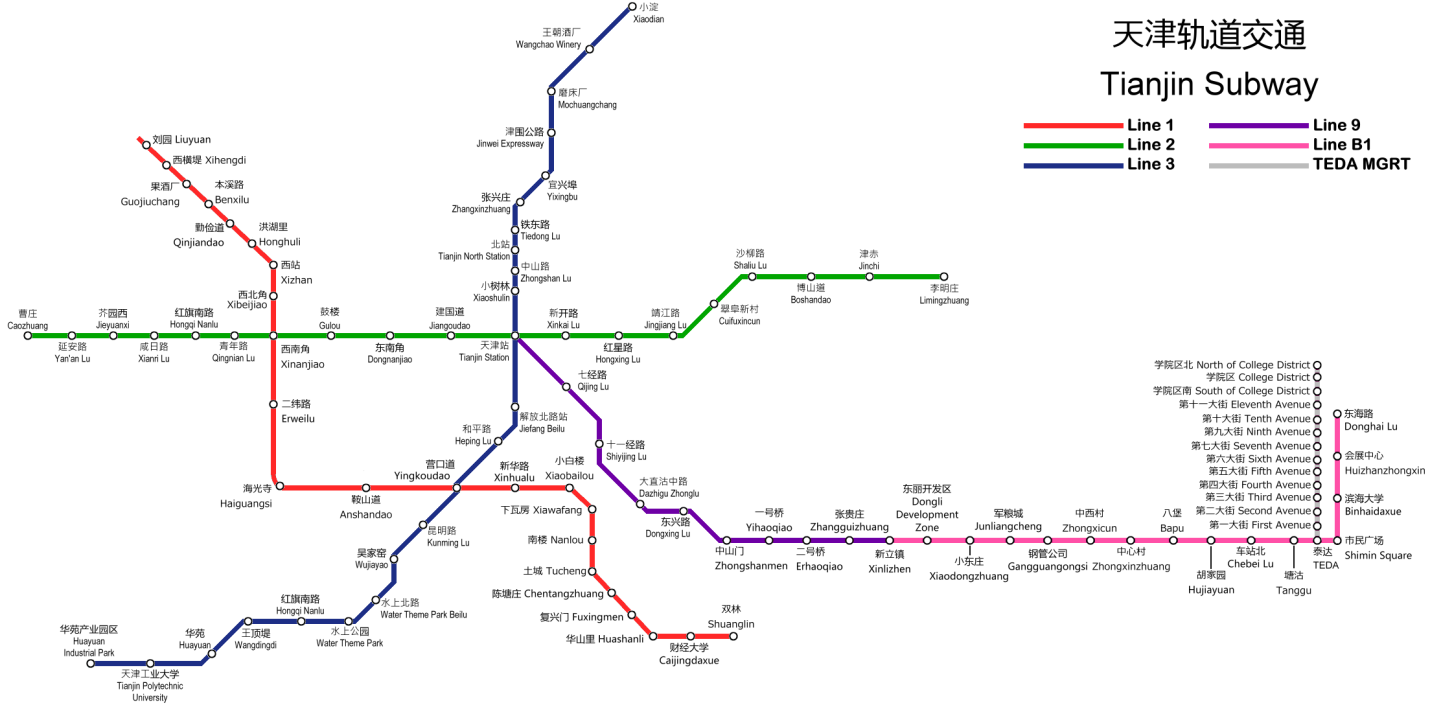 天津轨道交通
Tianjin Subway
Line 1
Line 2
Line 3
Line 9
Line B1
TEDA MGRT
小淀
Xiaodian
王朝酒厂
Wangchao Winery
磨床厂
Mochuangchang
津围公路
Jinwei Expressway
宜兴埠
Yixingbu
张兴庄
Zhangxinzhuang
铁东路
Tiedong Lu
北站
Tianjin North Station
中山路
Zhongshan Lu
小树林
Xiaoshulin
刘园 Liuyuan
西横堤 Xihengdi
果酒厂
Guojiuchang
本溪路
Benxilu
勤俭道
Qinjiandao
洪湖里
Honghuli
西站
Xizhan
西北角
Xibeijiao
曹庄
Caozhuang
延安路
Yan'an Lu
芥园西
Jieyuanxi
咸日路
Xianri Lu
红旗南路
Hongqi Nanlu
青年路
Qingnian Lu
西南角
Xinanjiao
鼓楼
Gulou
东南角
Dongnanjiao
建国道
Jiangoudao
天津站
Tianjin Station
新开路
Xinkai Lu
红星路
Hongxing Lu
靖江路
Jingjiang Lu
翠阜新村
Cuifuxincun
沙柳路
Shaliu Lu
博山道
Boshandao
津赤
Jinchi
李明庄
Limingzhuang
二纬路
Erweilu
海光寺
Haiguangsi
鞍山道
Anshandao
营口道
Yingkoudao
新华路
Xinhualu
小白楼
Xiaobailou
下瓦房 Xiawafang
南楼 Nanlou
土城 Tucheng
陈塘庄 Chentangzhuang
复兴门 Fuxingmen
华山里 Huashanli
财经大学
Caijingdaxue
双林
Shuanglin
解放北路站
Jiefang Beilu
和平路
Heping Lu
昆明路
Kunming Lu
吴家窑
Wujiayao
水上北路
Water Theme Park Beilu
水上公园
Water Theme Park
红旗南路
Hongqi Nanlu
王顶堤
Wangdingdi
华苑
Huayuan
天津工业大学
Tianjin Polytechnic
University
华苑产业园区
Huayuan
Industrial Park
七经路
Qijing Lu
十一经路
Shiyijing Lu
大直沽中路
Dazhigu Zhonglu
东兴路
Dongxing Lu
中山门
Zhongshanmen
一号桥
Yihaoqiao
二号桥
Erhaoqiao
张贵庄
Zhangguizhuang
新立镇
Xinlizhen
东丽开发区
Dongli
Development
Zone
小东庄
Xiaodongzhuang
军粮城
Junliangcheng
钢管公司
Gangguangongsi
中西村
Zhongxicun
中心村
Zhongxinzhuang
八堡
Bapu
胡家园
Hujiayuan
车站北
Chebei Lu
塘沽
Tanggu
泰达
TEDA
市民广场
Shimin Square
滨海大学
Binhaidaxue
会展中心
Huizhanzhongxin
东海路
Donghai Lu
学院区北 North of College District
学院区 College District
学院区南 South of College District
第十一大街 Eleventh Avenue
第十大街 Tenth Avenue
第九大街 Ninth Avenue
第七大街 Seventh Avenue
第六大街 Sixth Avenue
第五大街 Fifth Avenue
第四大街 Fourth Avenue
第三大街 Third Avenue
第二大街 Second Avenue
第一大街 First Avenue